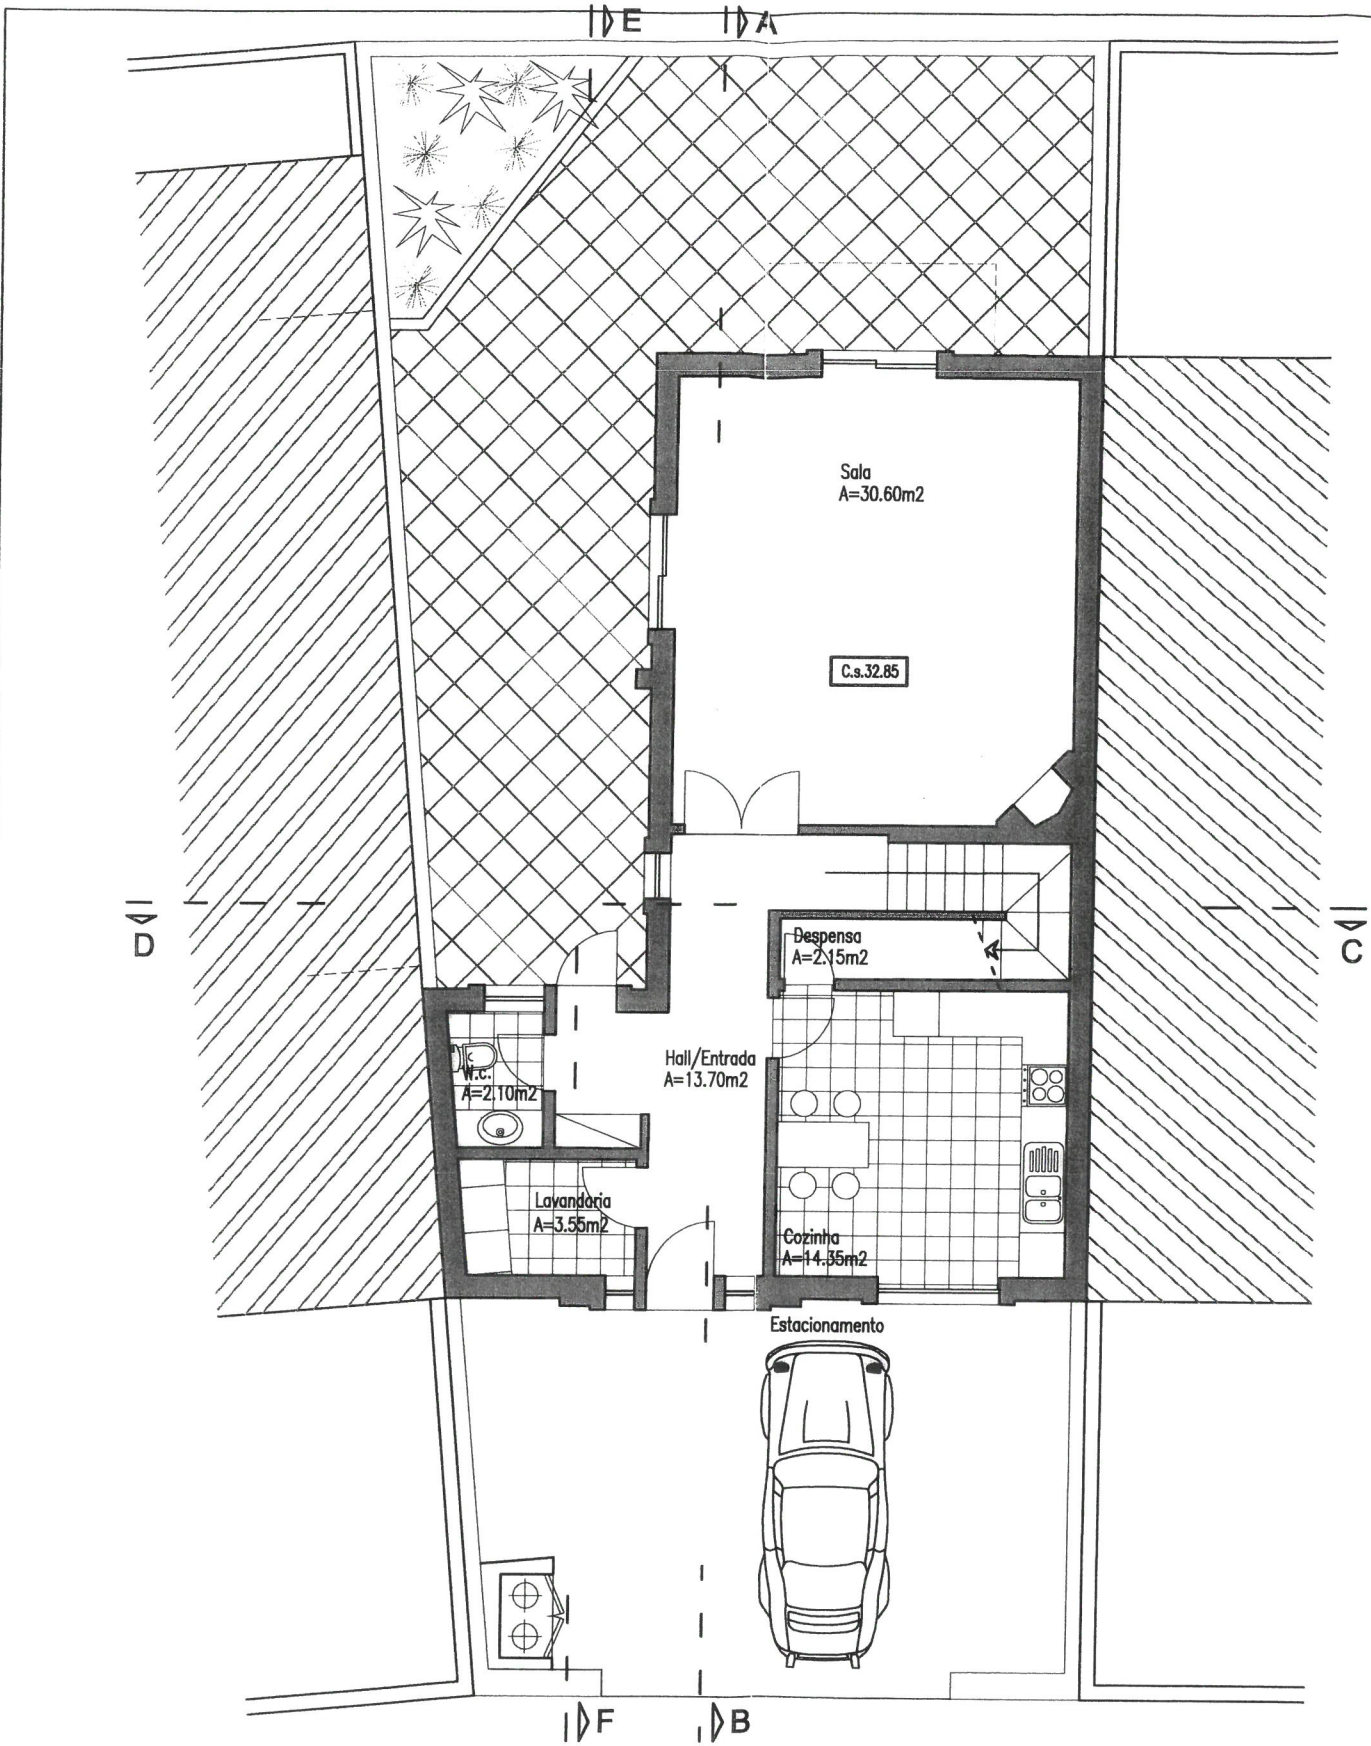 E
A
Sala
A=30.60m2
C.s.32.85
D
C
Despensa
A=2.15m2
Hall/Entrada
A=13.70m2
W.c.
A=2.10m2
Lavandaria
A=3.55m2
Cozinha
A=14.35m2
Estacionamento
F
B